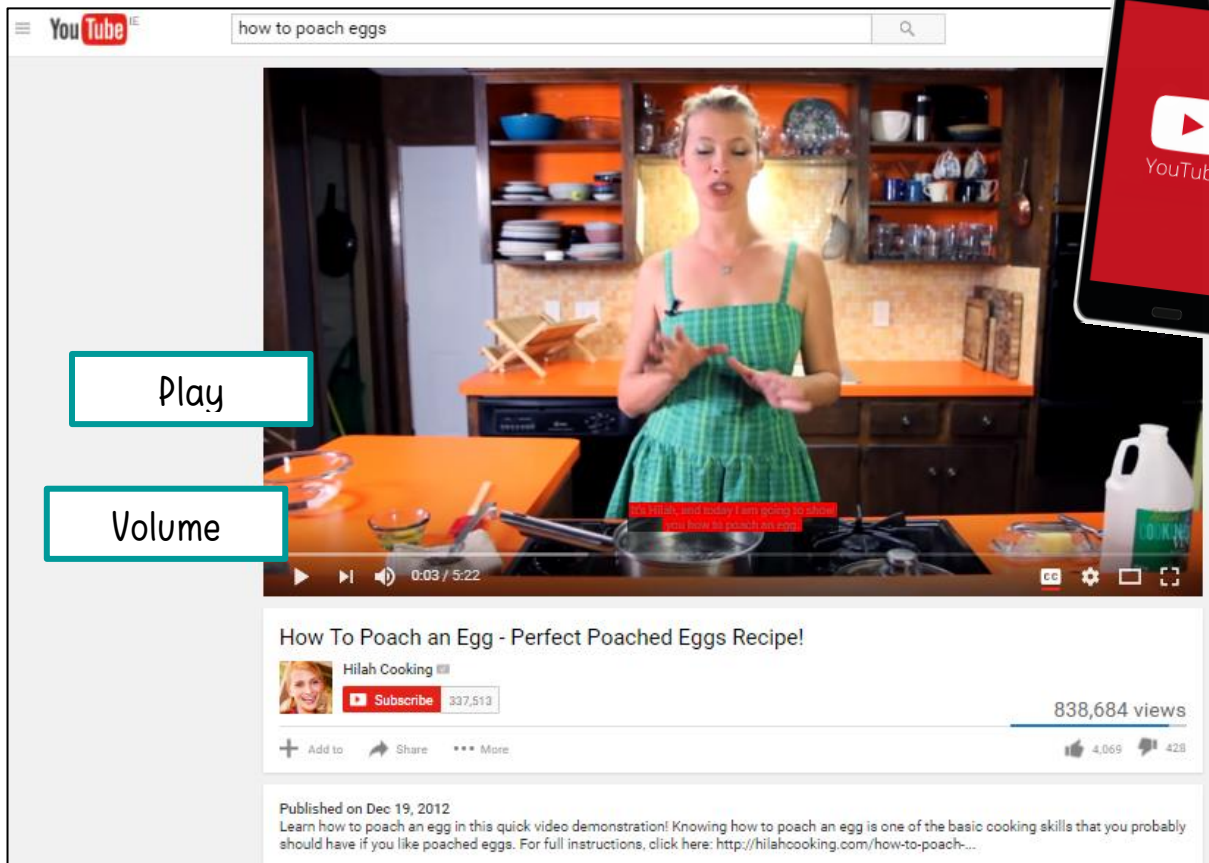 YouTube IE
how to poach eggs
YouTub
Play
Volume
It's Hilah, and today I am going to show
you how to poach an egg.
0:03 / 5:22
CC
How To Poach an Egg - Perfect Poached Eggs Recipe!
Hilah Cooking
Subscribe 337,513
838,684 views
Add to Share More
4,069 428
Published on Dec 19, 2012
Learn how to poach an egg in this quick video demonstration! Knowing how to poach an egg is one of the basic cooking skills that you probably
should have if you like poached eggs. For full instructions, click here: http://hilahcooking.com/how-to-poach-...